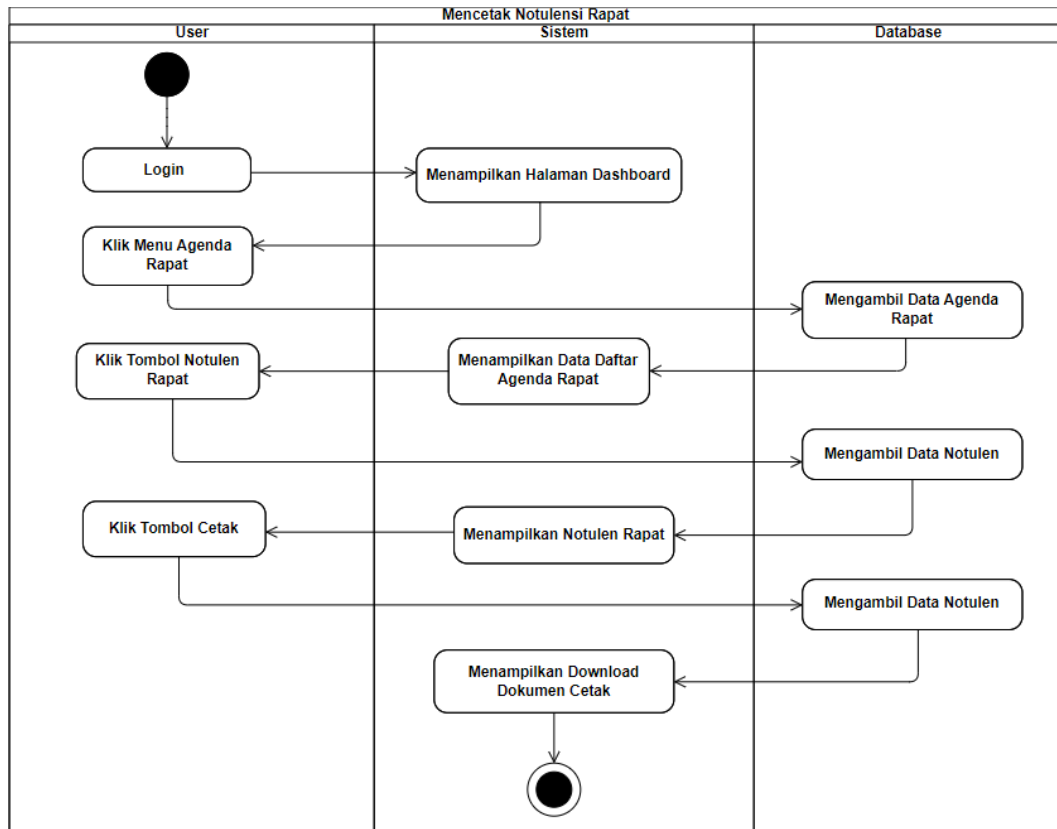 Mencetak Notulensi Rapat
User
Sistem
Database
Login
Menampilkan Halaman Dashboard
Klik Menu Agenda
Rapat
Mengambil Data Agenda
Rapat
Menampilkan Data Daftar
Agenda Rapat
Klik Tombol Notulen
Rapat
Mengambil Data Notulen
Menampilkan Notulen Rapat
Klik Tombol Cetak
Mengambil Data Notulen
Menampilkan Download
Dokumen Cetak